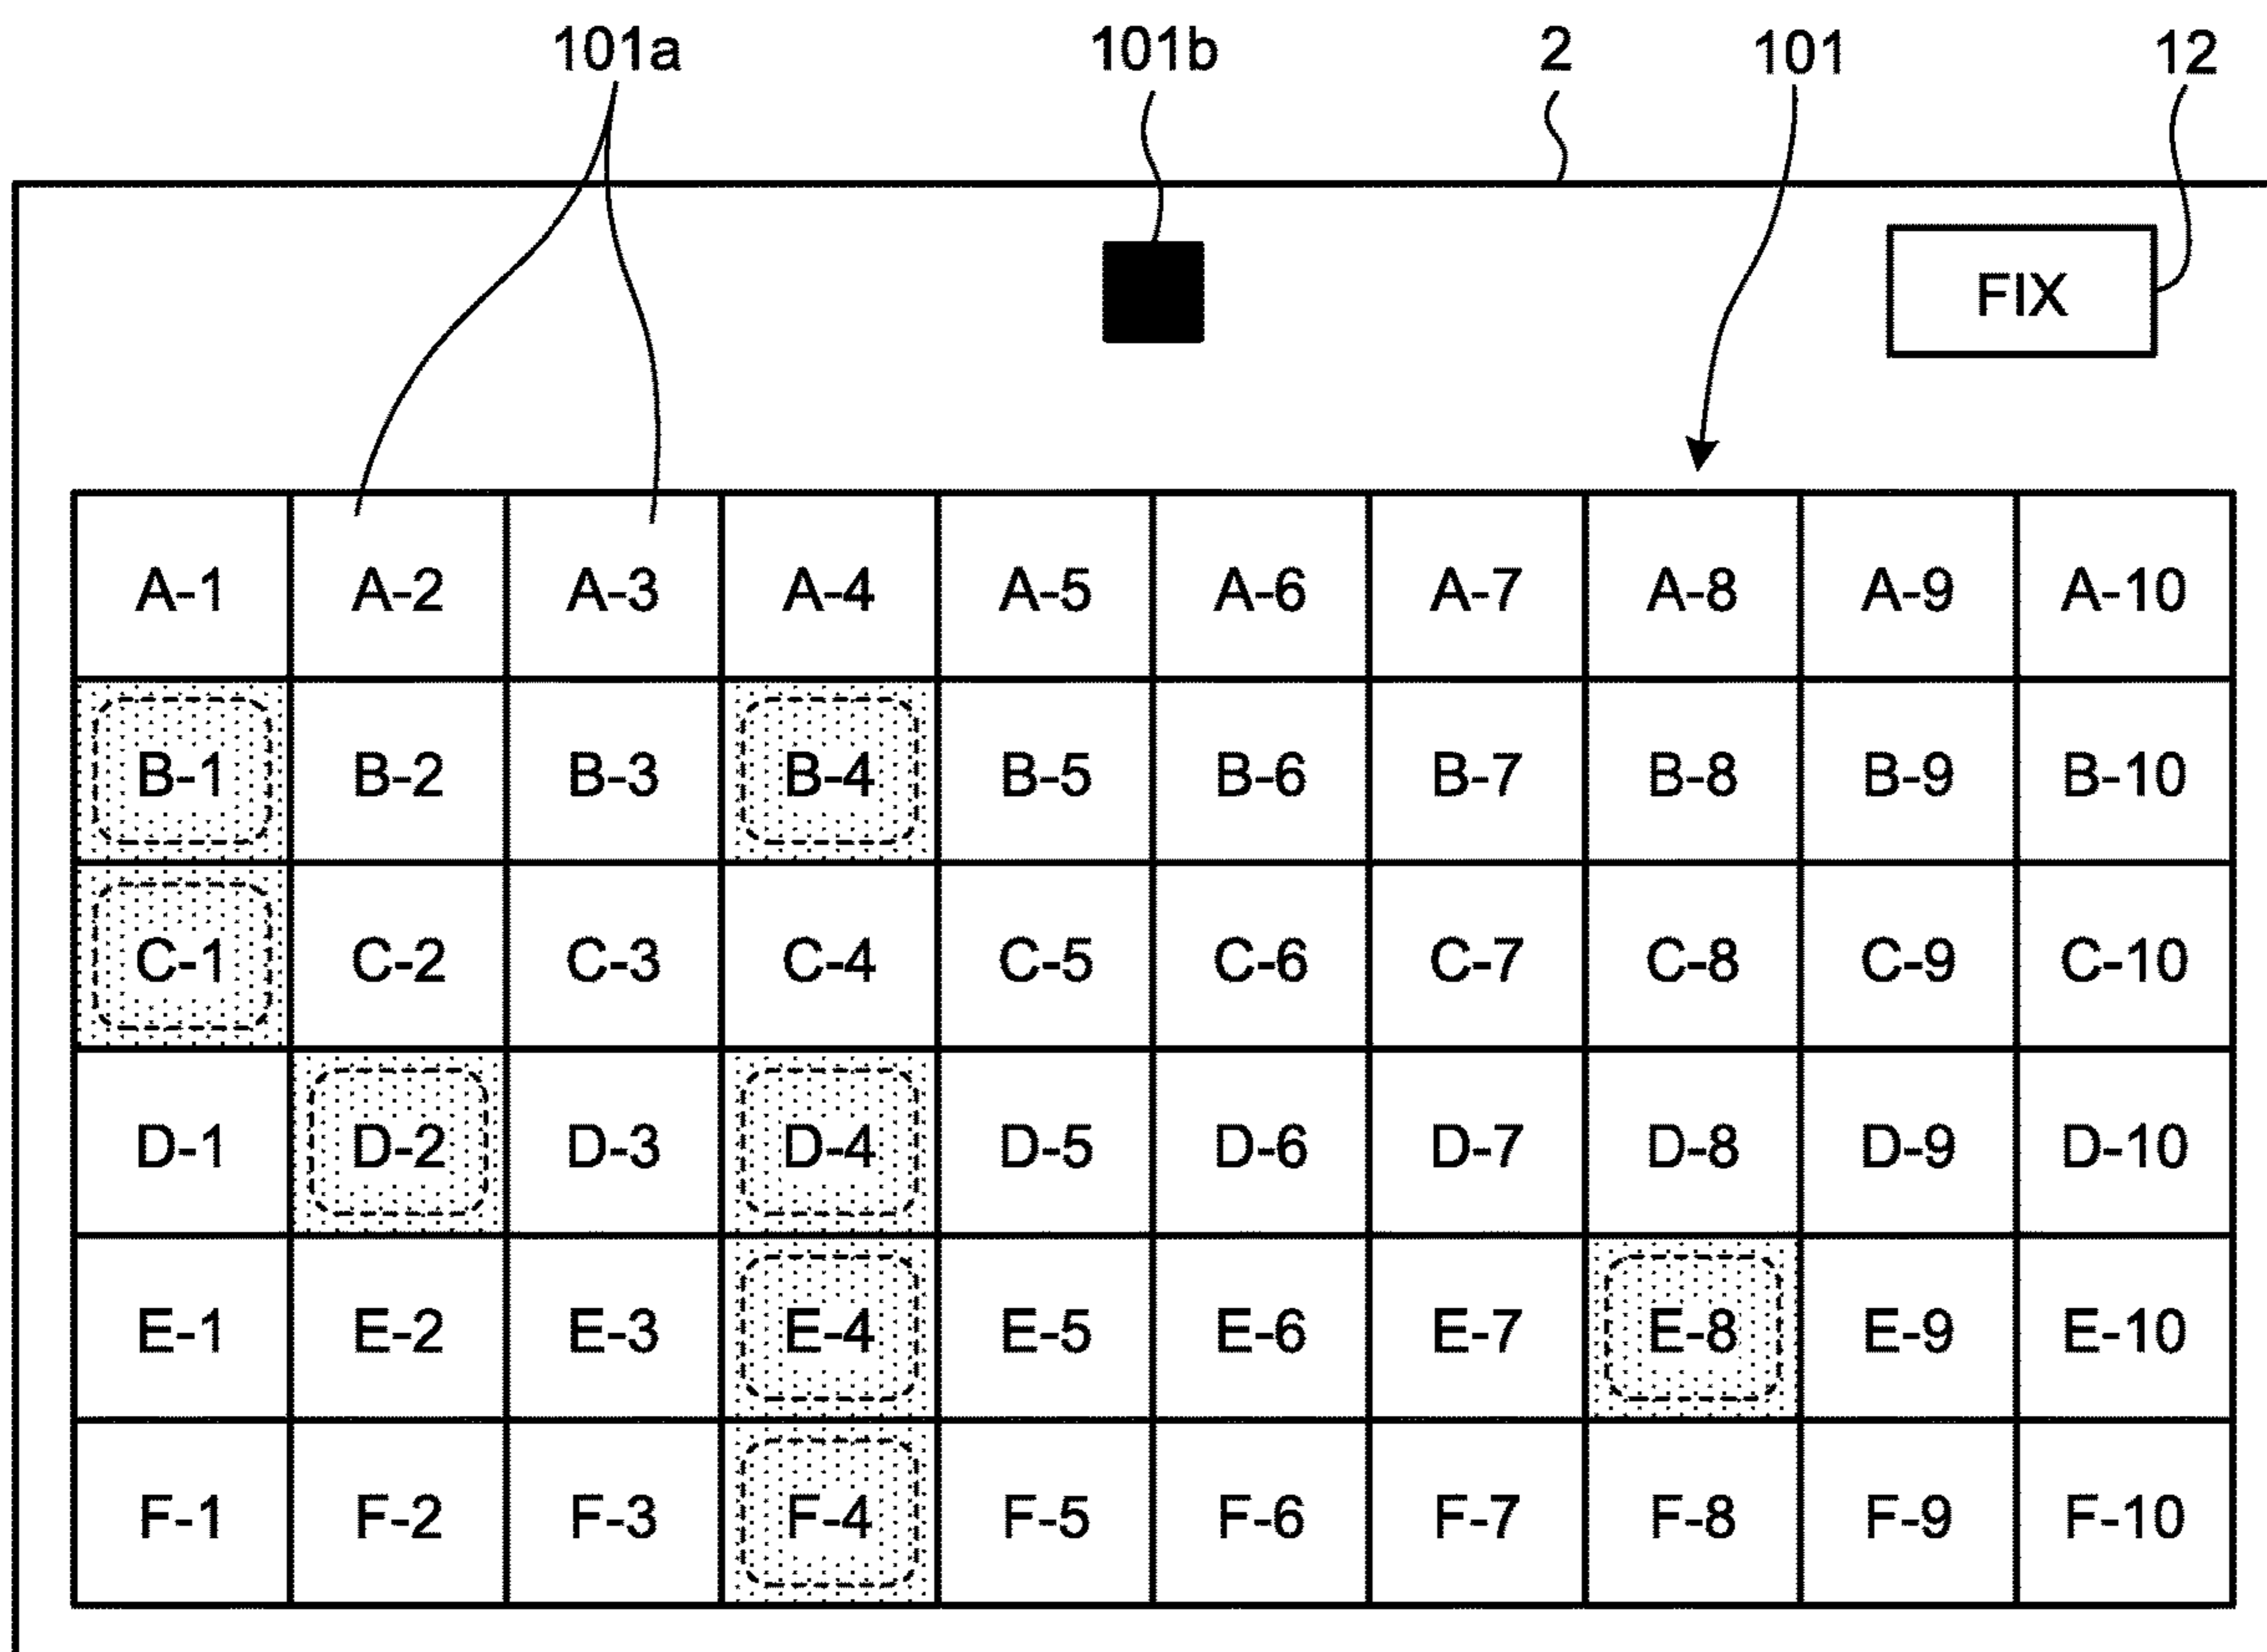 101a 101b 2 101 12
FIX
A-1 A-2 A-3 A-4 A-5 A-6 A-7 A-8 A-9 A-10
B-1 B-2 B-3 B-4 B-5 B-6 B-7 B-8 B-9 B-10
C-1 C-2 C-3 C-4 C-5 C-6 C-7 C-8 C-9 C-10
D-1 D-2 D-3 D-4 D-5 D-6 D-7 D-8 D-9 D-10
E-1 E-2 E-3 E-4 E-5 E-6 E-7 E-8 E-9 E-10
F-1 F-2 F-3 F-4 F-5 F-6 F-7 F-8 F-9 F-10